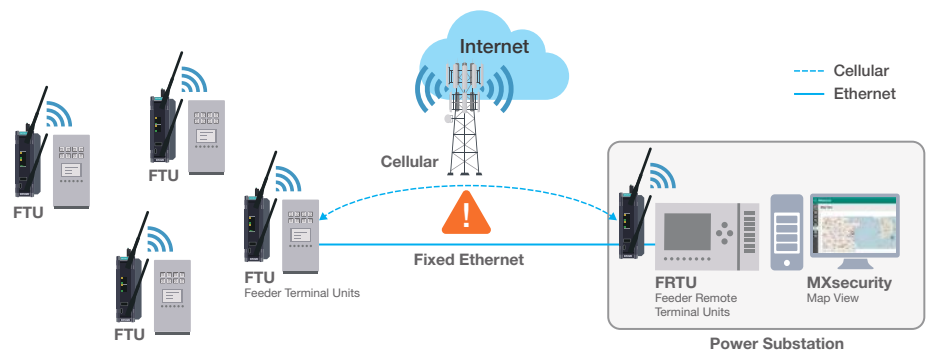 Internet
Cellular
Ethernet
Cellular
FTU
FTU
FTU
Feeder Terminal Units
FTU
Fixed Ethernet
FRTU
Feeder Remote
Terminal Units
MXsecurity
Map View
Power Substation